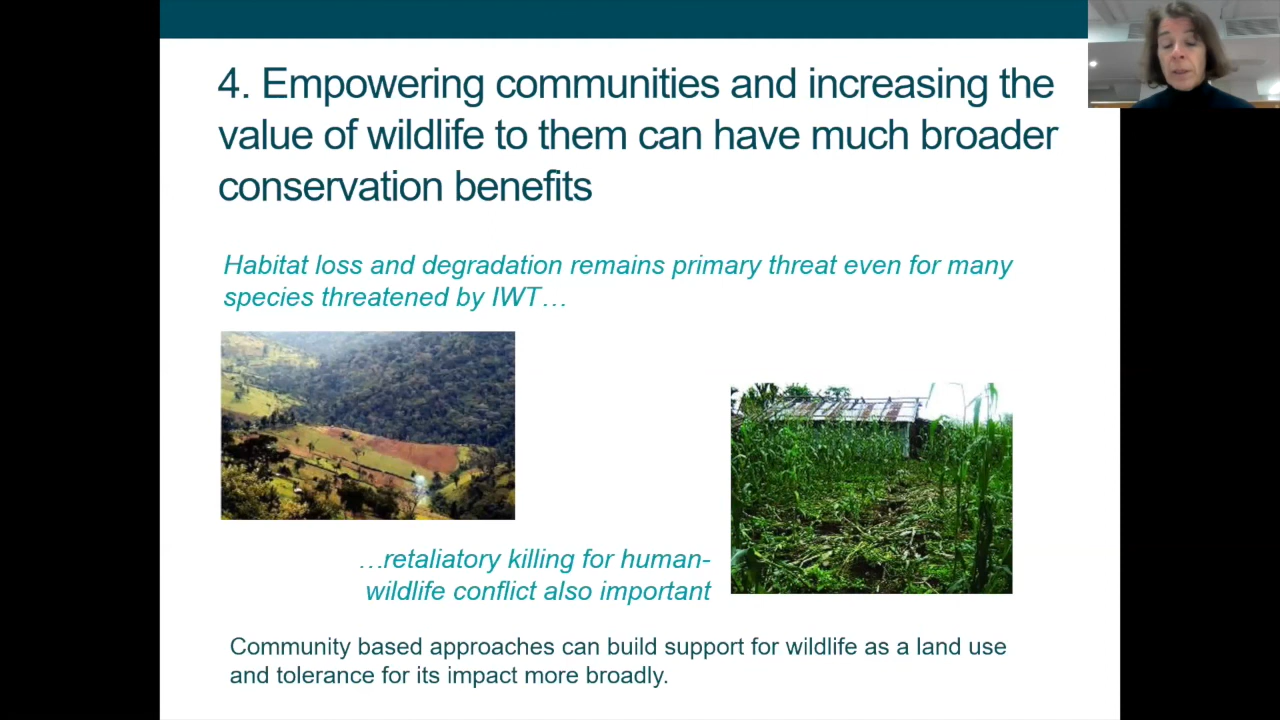 4. Empowering communities and increasing the
value of wildlife to them can have much broader
conservation benefits
Habitat loss and degradation remains primary threat even for many
species threatened by IWT…
…retaliatory killing for human-
wildlife conflict also important
Community based approaches can build support for wildlife as a land use
and tolerance for its impact more broadly.